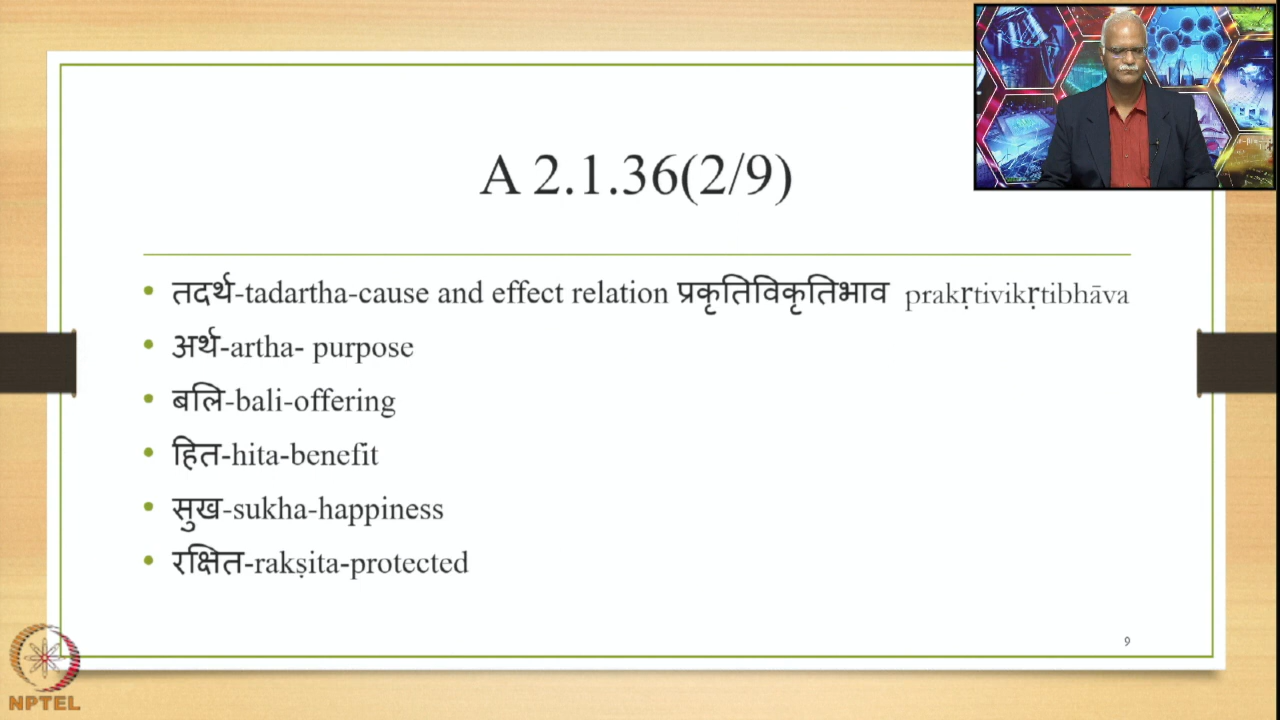 A 2.1.36(2/9)
• तदर्थ-tadartha-cause and effect relation प्रकृतिविकृतिभाव prakṛtivikṛtibhāva
• अर्थ-artha- purpose
• बलि-bali-offering
• हित-hita-benefit
• सुख-sukha-happiness
• रक्षित-rakṣita-protected
9
NPTEL